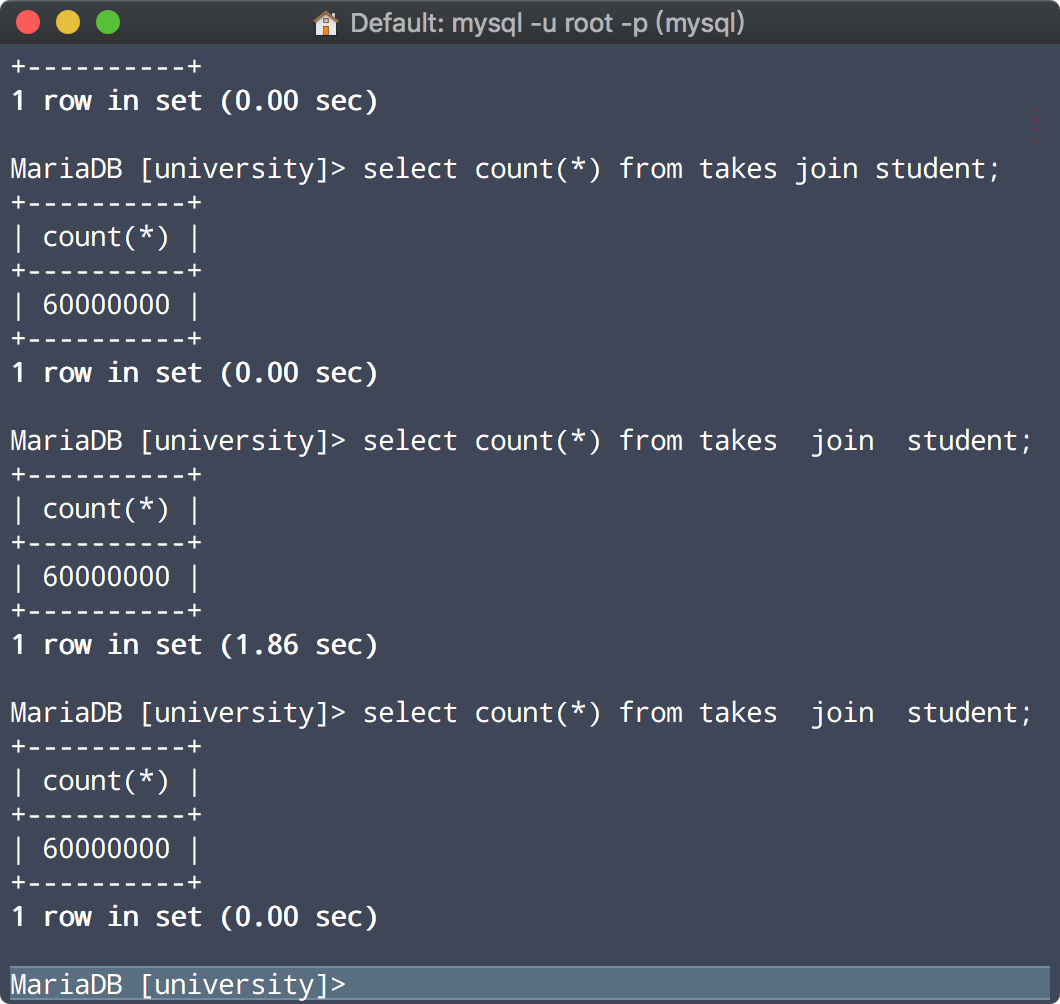 Default: mysql -u root -p (mysql)
+----------+
1 row in set (0.00 sec)
MariaDB [university]> select count(*) from takes join student;
+----------+
| count(*) |
+----------+
| 60000000 |
+----------+
1 row in set (0.00 sec)
MariaDB [university]> select count(*) from takes  join  student;
+----------+
| count(*) |
+----------+
| 60000000 |
+----------+
1 row in set (1.86 sec)
MariaDB [university]> select count(*) from takes  join  student;
+----------+
| count(*) |
+----------+
| 60000000 |
+----------+
1 row in set (0.00 sec)
MariaDB [university]>